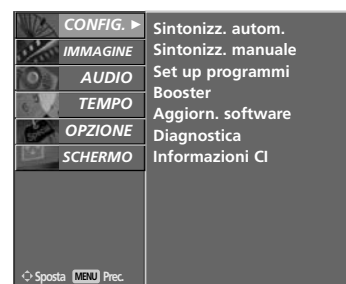 CONFIG. ►
IMMAGINE
AUDIO
TEMPO
OPZIONE
SCHERMO
Sintonizz. autom.
Sintonizz. manuale
Set up programmi
Booster
Aggiorn. software
Diagnostica
Informazioni CI
Sposta MENU Prec.